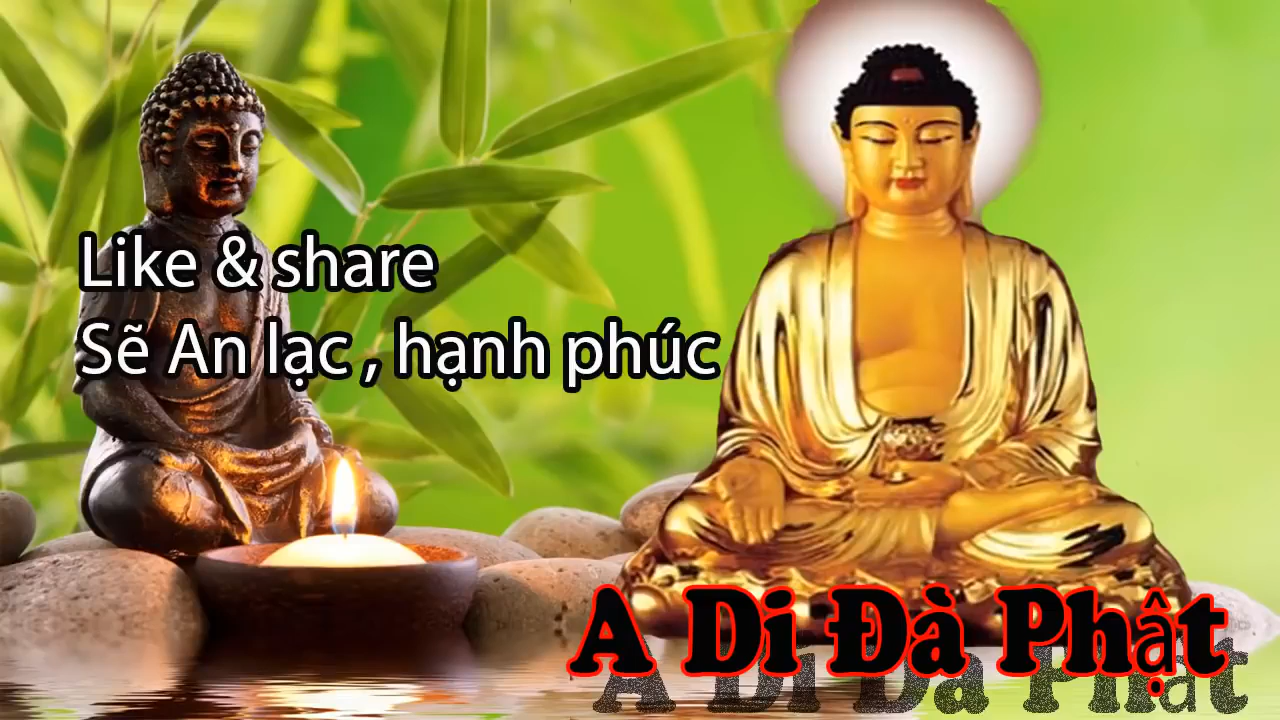 Like & share
Sẽ An lạc , hạnh phúc
A Di Đà Phật